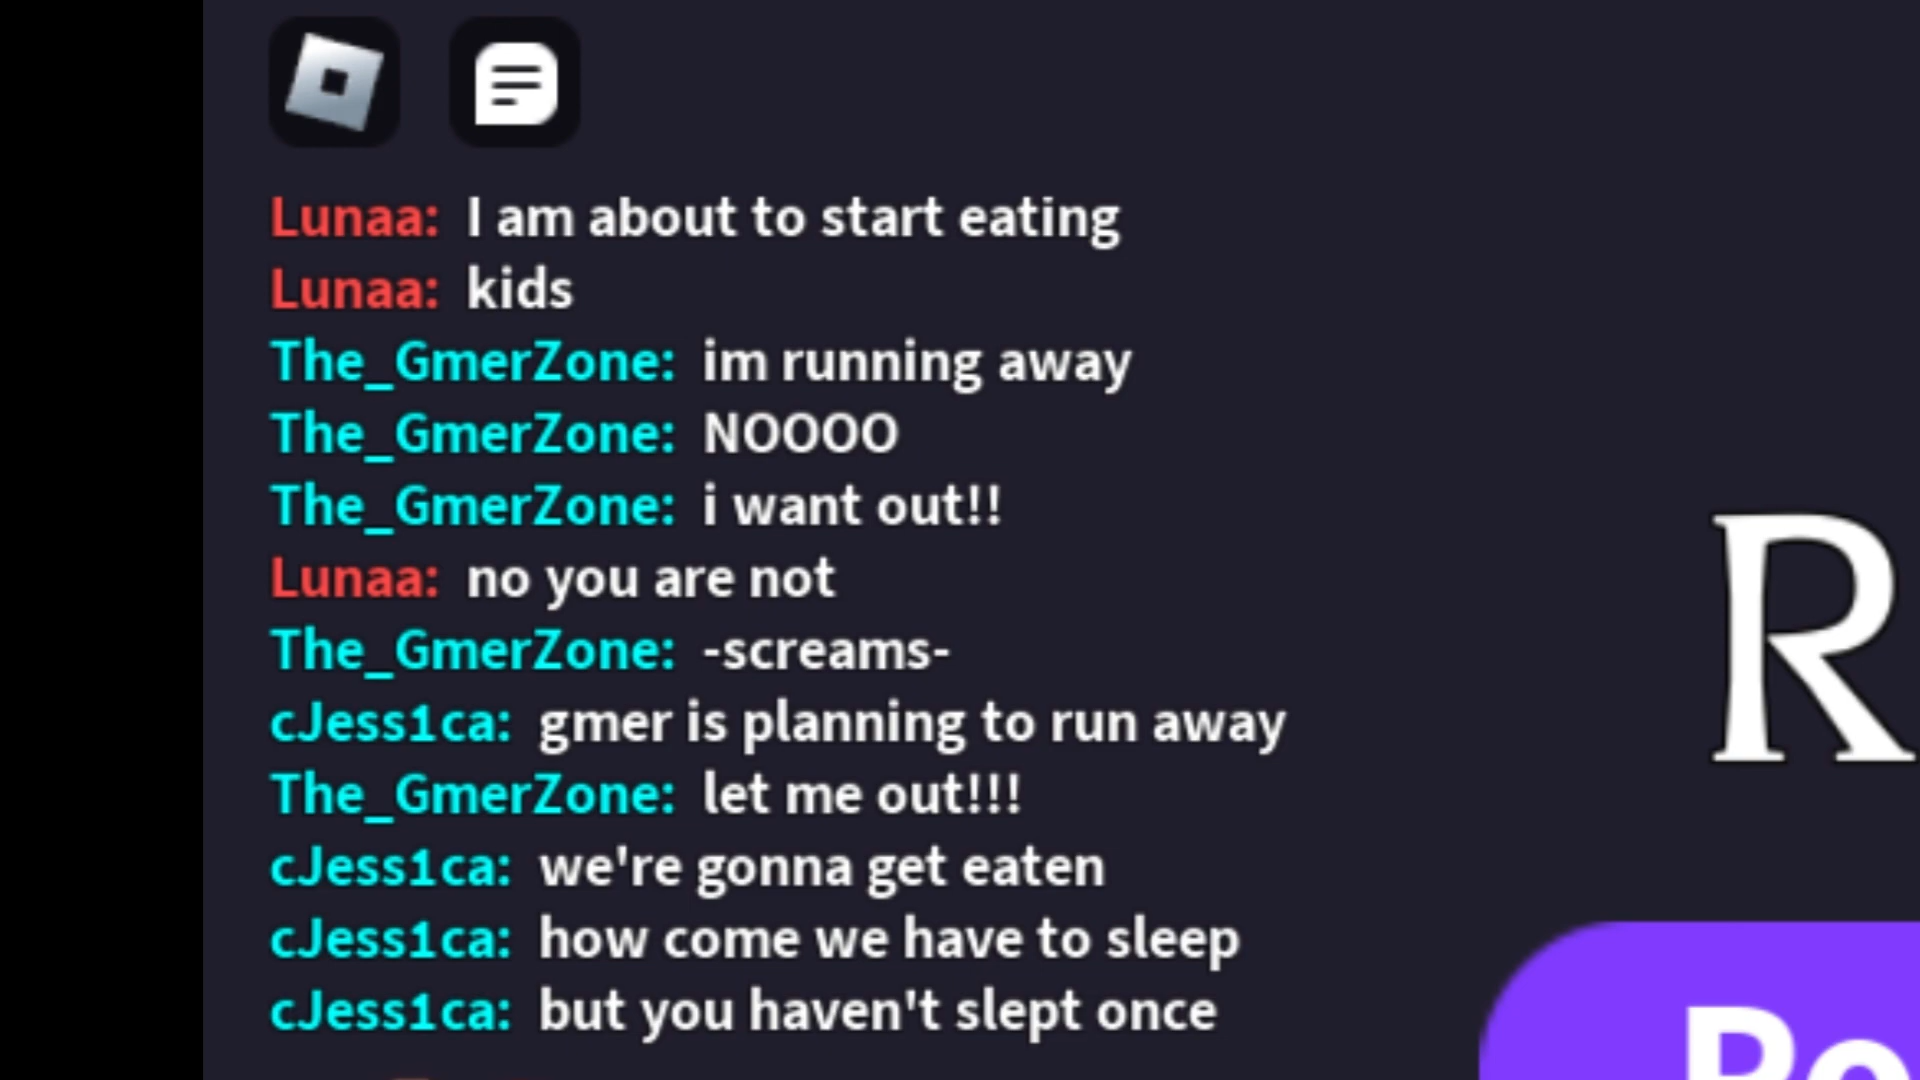 Lunaa: I am about to start eating
Lunaa: kids
The_GmerZone: im running away
The_GmerZone: NOOOO
The_GmerZone: i want out!!
Lunaa: no you are not
The_GmerZone: -screams-
cJess1ca: gmer is planning to run away
The_GmerZone: let me out!!!
cJess1ca: we're gonna get eaten
cJess1ca: how come we have to sleep
cJess1ca: but you haven't slept once
R